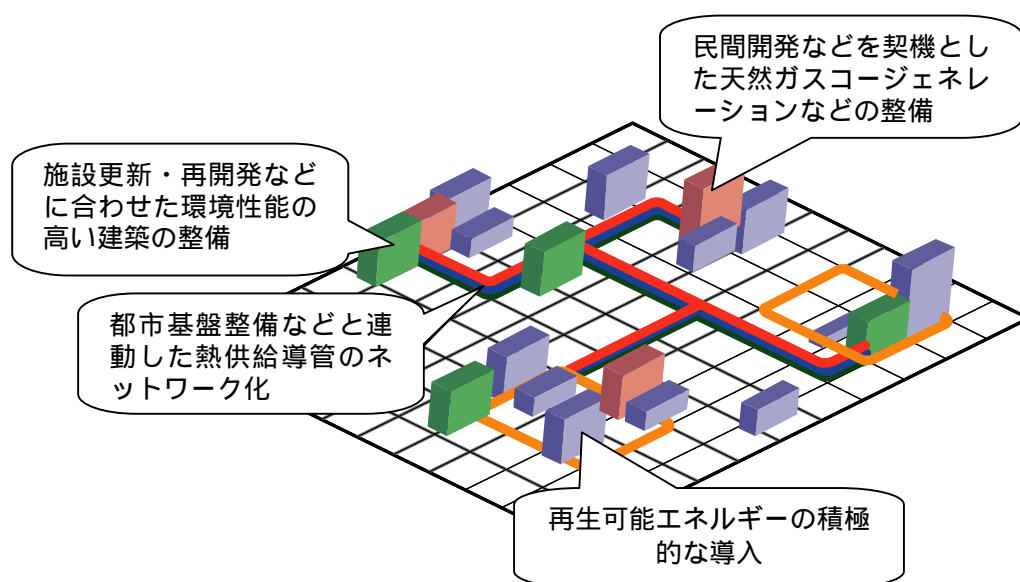 民間開発などを契機とし
た天然ガスコージェネレ
ーションなどの整備
施設更新・再開発など
に合わせた環境性能の
高い建築の整備
都市基盤整備などと連
動した熱供給導管のネ
ットワーク化
再生可能エネルギーの積極
的な導入